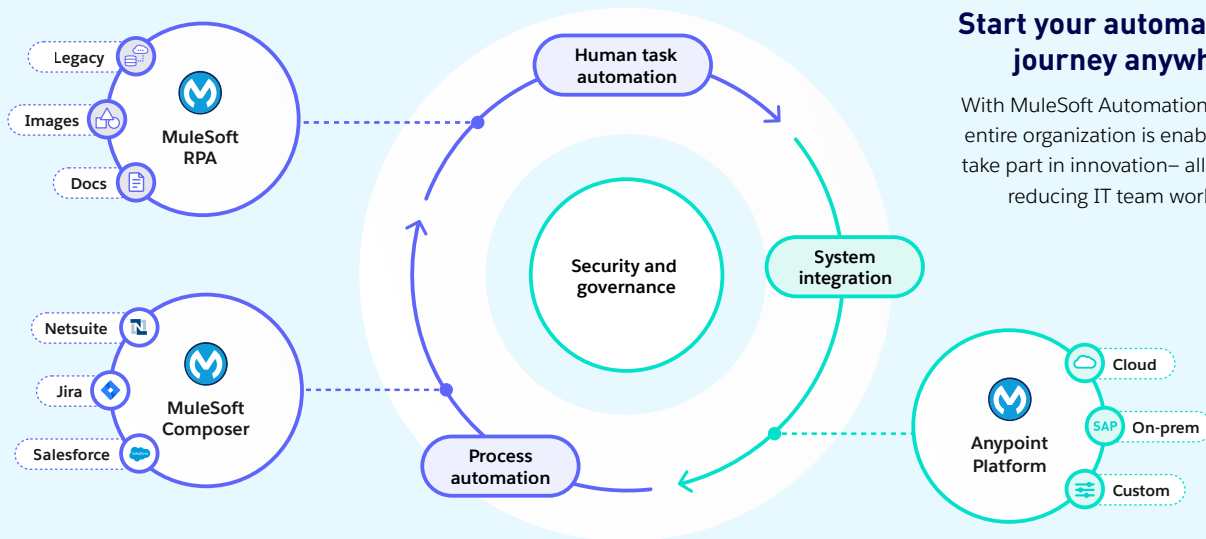 Legacy
Images
Docs
MuleSoft
RPA
Human task
automation
Start your automa
journey anywh
With MuleSoft Automation
entire organization is enab
take part in innovation– all
reducing IT team work
Security and
governance
System
integration
Netsuite
Jira
Salesforce
MuleSoft
Composer
Process
automation
Anypoint
Platform
Cloud
SAP
On-prem
Custom